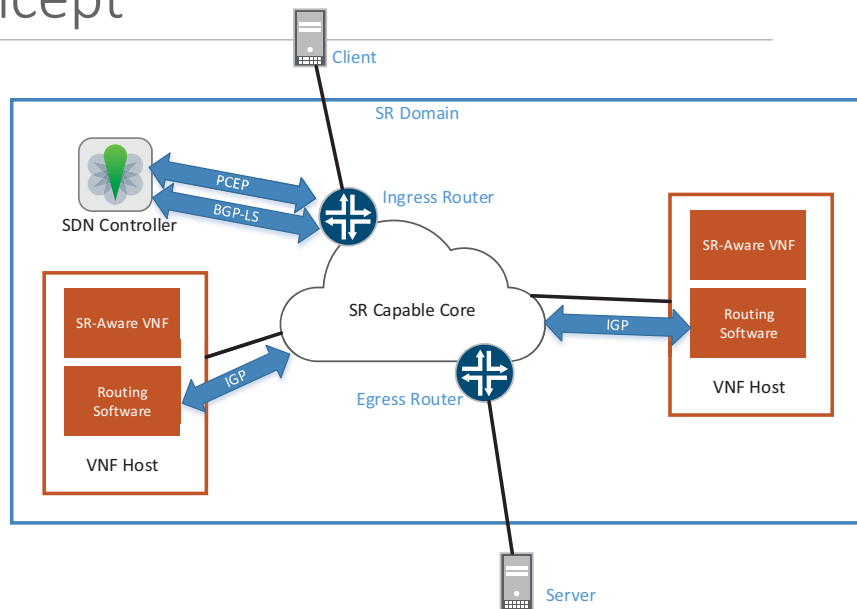 Client
SR Domain
PCEP
BGP-LS
Ingress Router
SDN Controller
SR-Aware VNF
SR-Aware VNF
SR Capable Core
Routing
Software
IGP
IGP
Routing
Software
VNF Host
Egress Router
VNF Host
Server